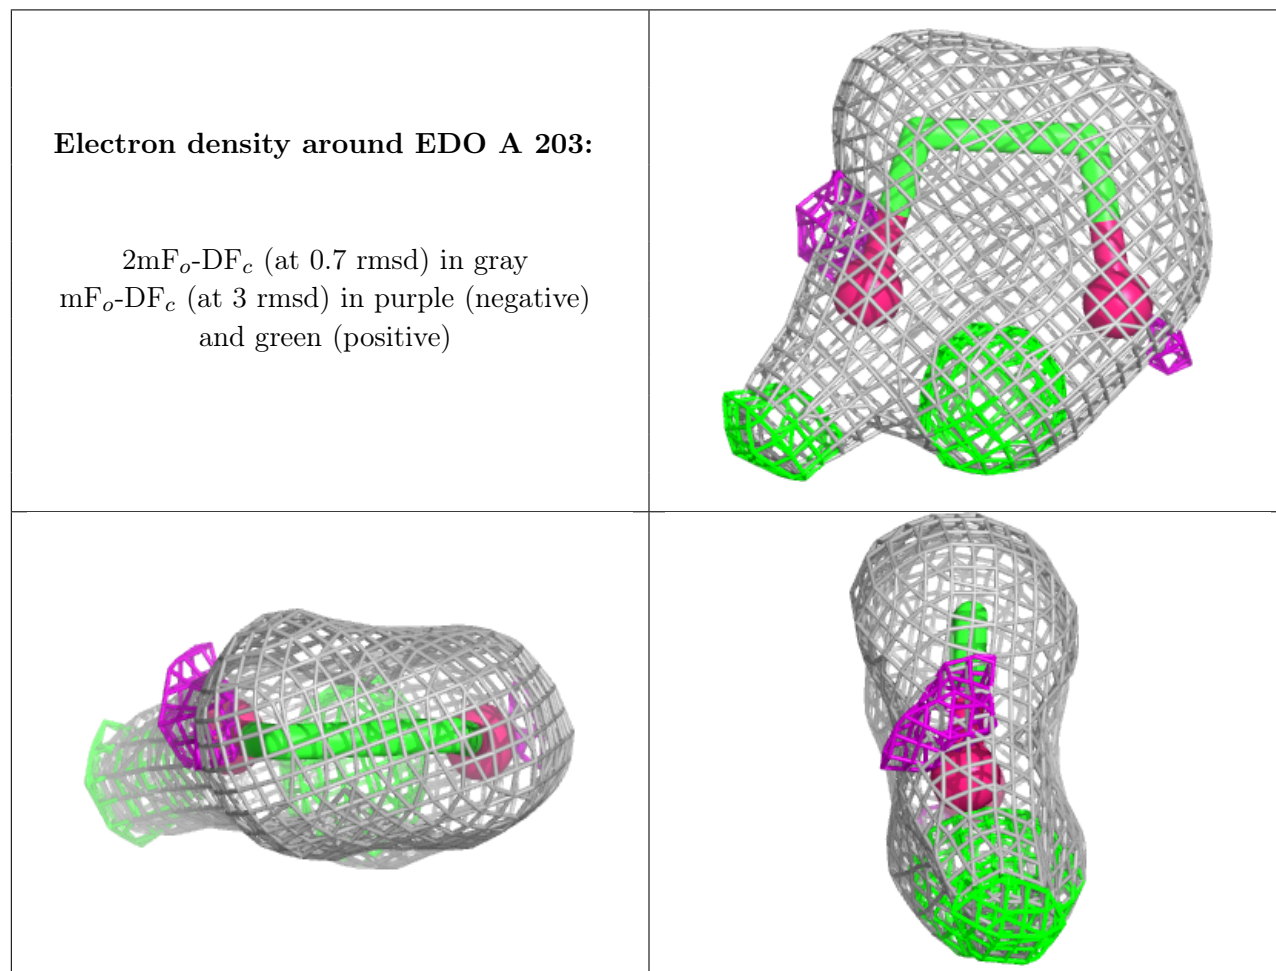 Electron density around EDO A 203:
2mFo-DFc (at 0.7 rmsd) in gray
mFo-DFc (at 3 rmsd) in purple (negative)
and green (positive)